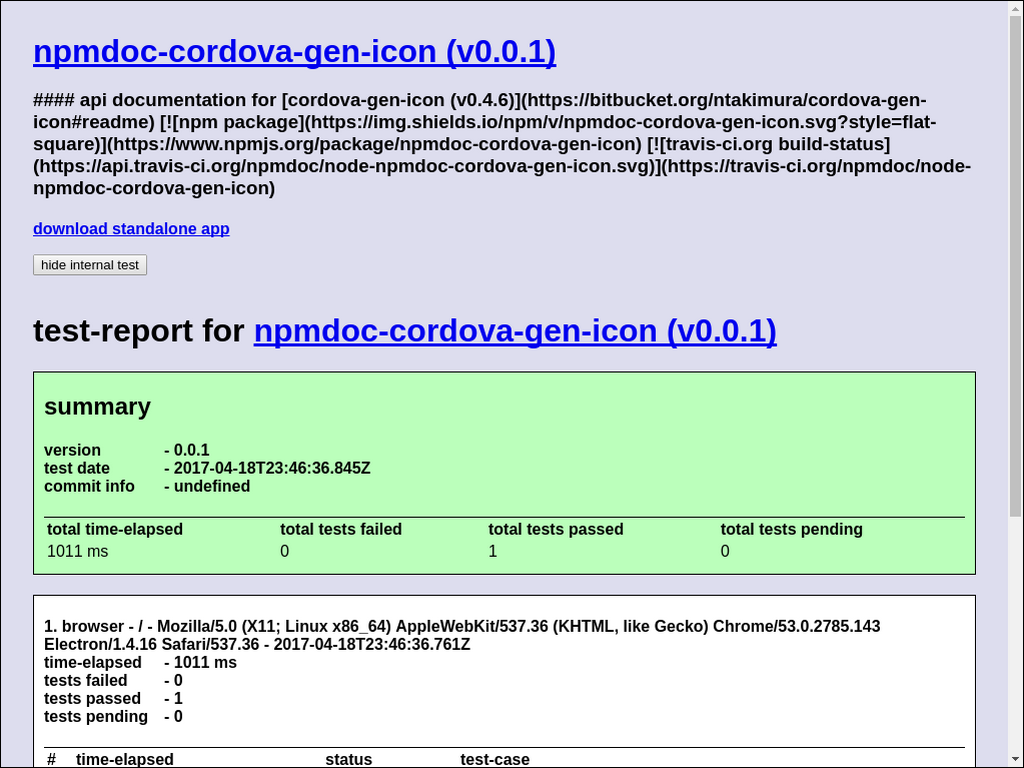 npmdoc-cordova-gen-icon (v0.0.1)
#### api documentation for [cordova-gen-icon (v0.4.6)](https://bitbucket.org/ntakimura/cordova-gen-
icon#readme) [![npm package](https://img.shields.io/npm/v/npmdoc-cordova-gen-icon.svg?style=flat-
square)](https://www.npmjs.org/package/npmdoc-cordova-gen-icon) [![travis-ci.org build-status]
(https://api.travis-ci.org/npmdoc/node-npmdoc-cordova-gen-icon.svg)](https://travis-ci.org/npmdoc/node-
npmdoc-cordova-gen-icon)
download standalone app
hide internal test
test-report for npmdoc-cordova-gen-icon (v0.0.1)
summary
version - 0.0.1
test date - 2017-04-18T23:46:36.845Z
commit info - undefined
total time-elapsed total tests failed total tests passed total tests pending
1011 ms 0 1 0
1. browser - / - Mozilla/5.0 (X11; Linux x86_64) AppleWebKit/537.36 (KHTML, like Gecko) Chrome/53.0.2785.143
Electron/1.4.16 Safari/537.36 - 2017-04-18T23:46:36.761Z
time-elapsed - 1011 ms
tests failed - 0
tests passed - 1
tests pending - 0
# time-elapsed status test-case